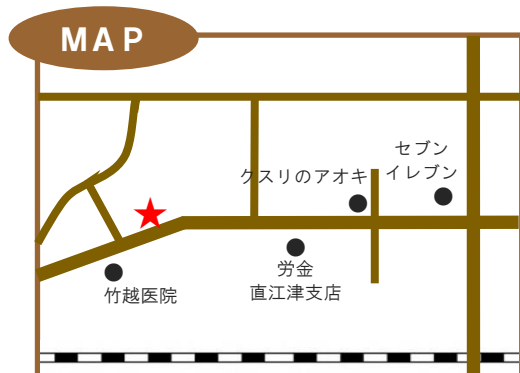 MAP
セブン
イレブン
クスリのアオキ
労金
直江津支店
竹越医院